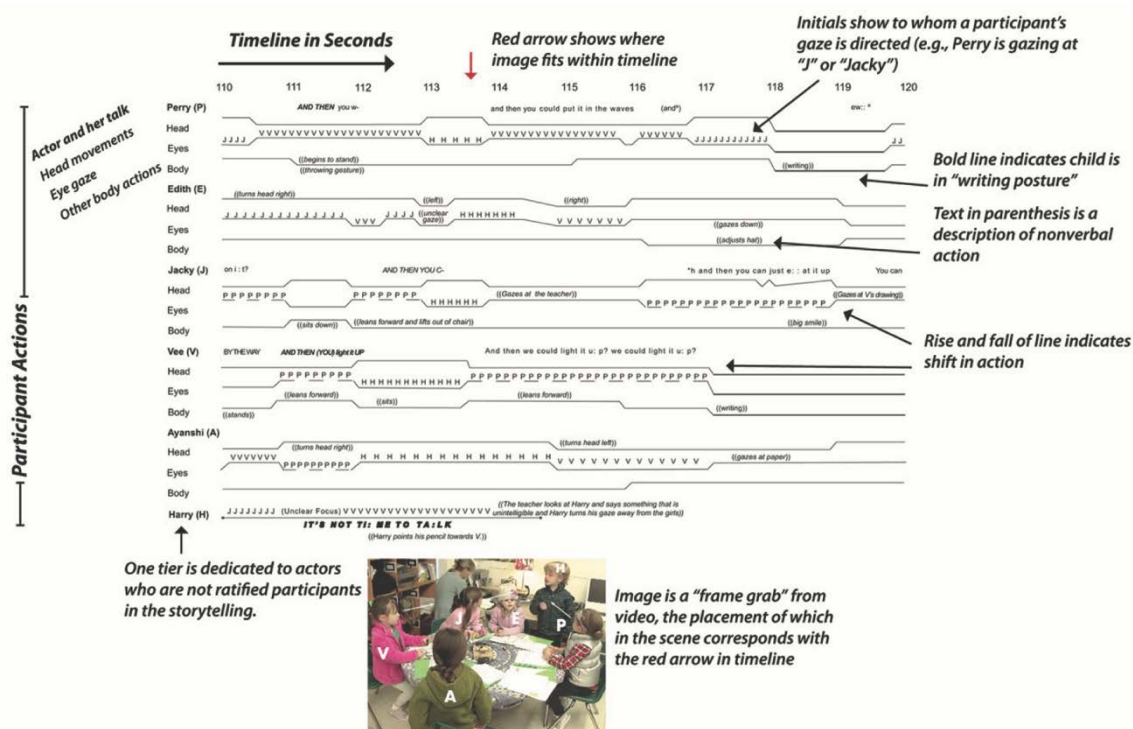 Timeline in Seconds
Red arrow shows where
image fits within timeline
Initials show to whom a participant's
gaze is directed (e.g., Perry is gazing at
"J" or "Jacky")
110 111 112 113 114 115 116 117 118 119 120
Actor and her talk
Head movements
Eye gaze
Other body actions
Participant Actions
Perry (P) AND THEN you w- and then you could put it in the waves (and*) ew:: *
Head
Eyes
Body ((begins to stand)) ((writing))
((throwing gesture))
Bold line indicates child is
in "writing posture"
Edith (E) ((turns head right)) ((left)) ((right))
Head
((unclear
gaze))
Eyes ((gazes down))
Body ((adjusts hat))
Text in parenthesis is a
description of nonverbal
action
Jacky (J) on i : t? AND THEN YOU C- *h and then you can just e: : at it up You can
Head ((Gazes at the teacher)) ((Gazes at V's drawing))
Eyes
Body ((sits down)) ((leans forward and lifts out of chair)) ((big smile))
Rise and fall of line indicates
shift in action
Vee (V) BY THE WAY AND THEN (YOU) light it UP And then we could light it u: p? we could light it u: p?
Head
Eyes
((leans forward)) ((sits)) ((leans forward))
Body ((stands)) ((writing))
Ayanshi (A)
Head ((turns head right)) ((turns head left))
((gazes at paper))
Eyes
Body
Harry (H) JJJJJJJJ (Unclear Focus) ((The teacher looks at Harry and says something that is
unintelligible and Harry turns his gaze away from the girls))
IT'S NOT TI: ME TO TA:LK
((Harry points his pencil towards V.))
One tier is dedicated to actors
who are not ratified participants
in the storytelling.
H
J
E
P
V
A
Image is a "frame grab" from
video, the placement of which
in the scene corresponds with
the red arrow in timeline